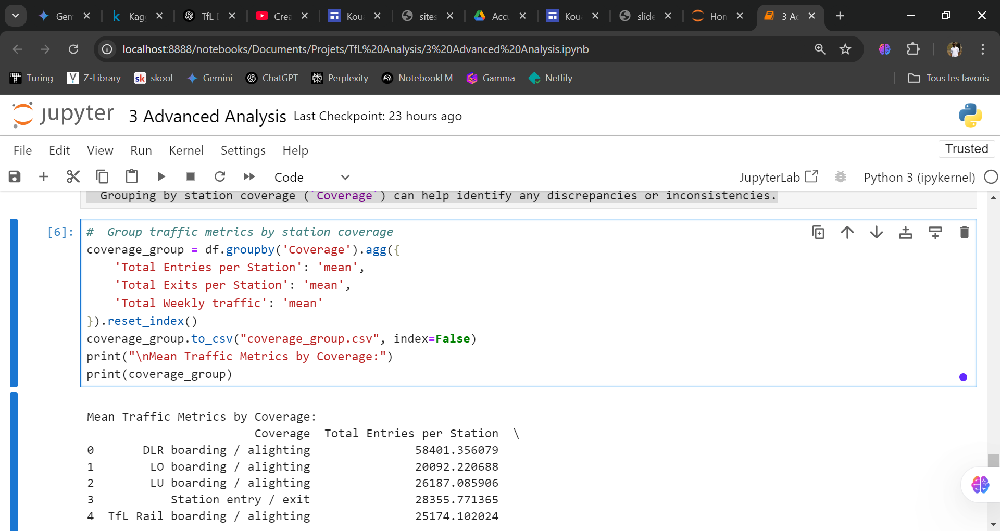 Gen
Kag
TfL D
Crea
Kou
sites
Accu
Kou
slide
Hon
3 Ac
localhost:8888/notebooks/Documents/Projets/TfL%20Analysis/3%20Advanced%20Analysis.ipynb
Turing
Z-Library
sk skool
Gemini
ChatGPT
Perplexity
NotebookLM
Gamma
Netlify
Tous les favoris
jupyter 3 Advanced Analysis Last Checkpoint: 23 hours ago
File Edit View Run Kernel Settings Help Trusted
Code JupyterLab Python 3 (ipykernel)
Grouping by station coverage (`Coverage`) can help identify any discrepancies or inconsistencies.
[6]: #  Group traffic metrics by station coverage
coverage_group = df.groupby('Coverage').agg({
    'Total Entries per Station': 'mean',
    'Total Exits per Station': 'mean',
    'Total Weekly traffic': 'mean'
}).reset_index()
coverage_group.to_csv("coverage_group.csv", index=False)
print("\nMean Traffic Metrics by Coverage:")
print(coverage_group)
Mean Traffic Metrics by Coverage:
                        Coverage  Total Entries per Station  \
0       DLR boarding / alighting               58401.356079
1        LO boarding / alighting               20092.220688
2        LU boarding / alighting               26187.085906
3           Station entry / exit               28355.771365
4  TfL Rail boarding / alighting               25174.102024